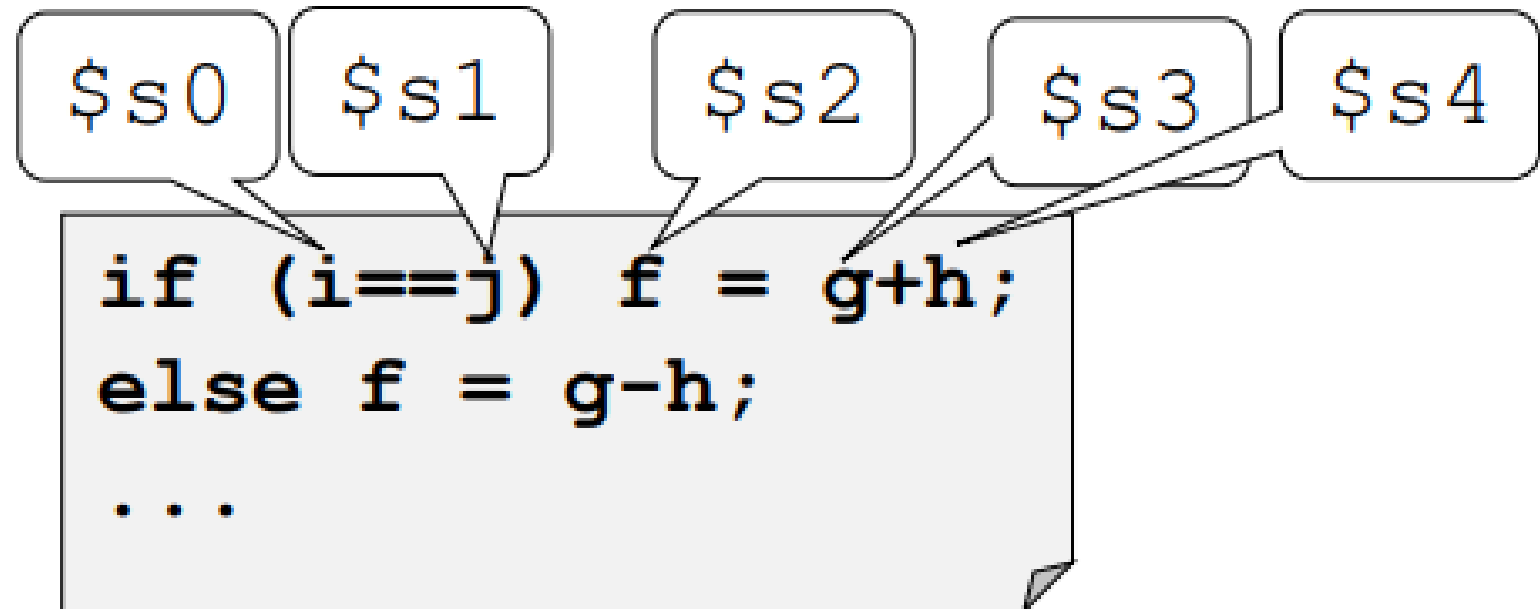 $s0 $s1 $s2 $s3 $s4
if (i==j) f = g+h;
else f = g-h;
...